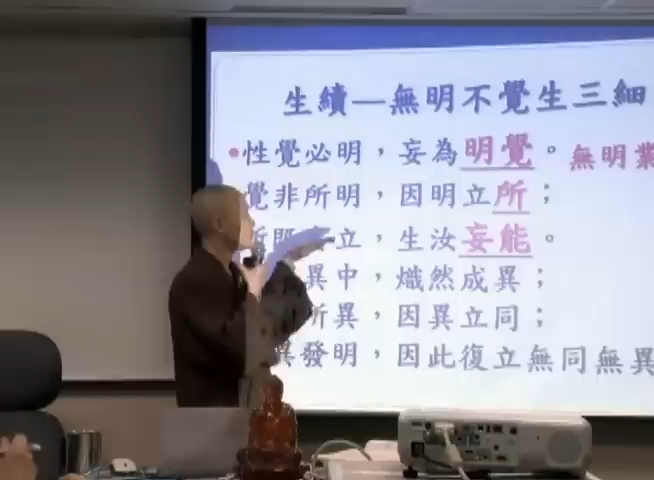 生續—無明不覺生三細
•性覺必明，妄為明覺。 無明業
覺非所明，因明立所；
立，生汝妄能。
異中，熾然成異；
所異，因異立同；
異發明，因此復立無同無異